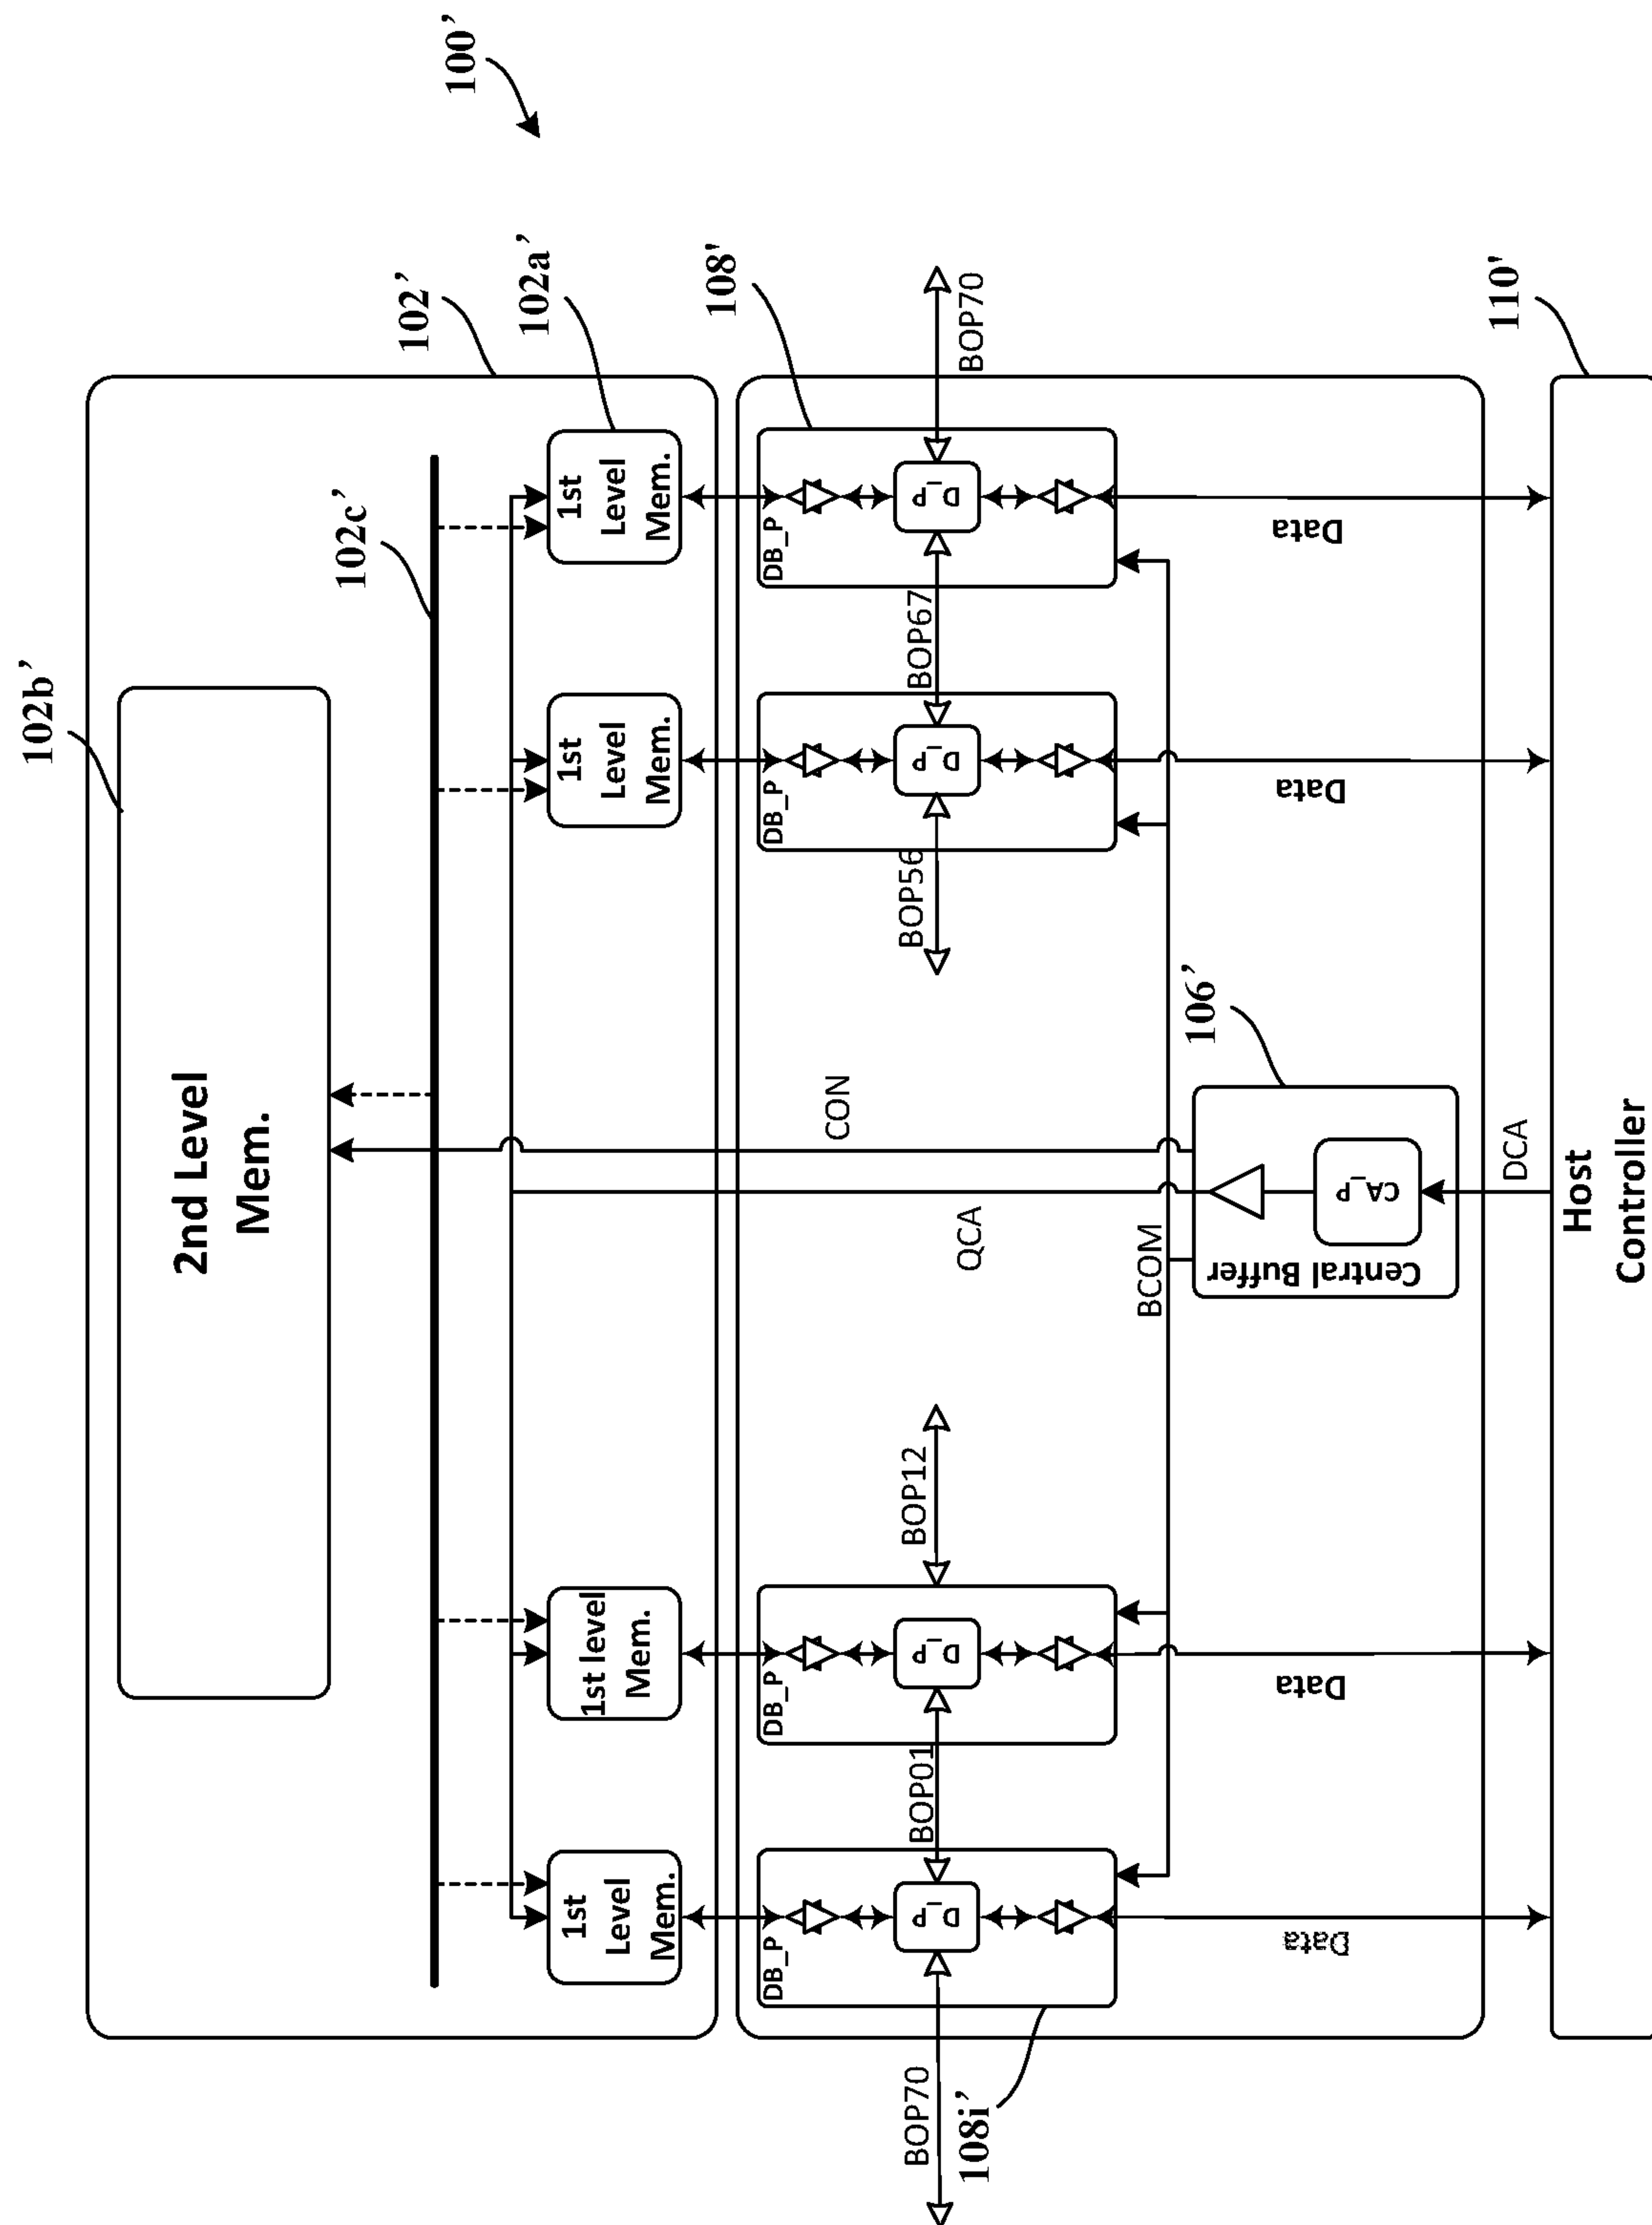 100’
102b’
102’
102c’
102a’
2nd Level
Mem.
1st
Level
Mem.
1st level
Mem.
1st
Level
Mem.
1st
Level
Mem.
108'
DB_P
DB_P
DB_P
DB_P
D_P
D_P
D_P
D_P
BOP70
BOP01
BOP12
BOP56
BOP67
BOP70
108i’
CON
QCA
BCOM
106’
Central Buffer
CA_P
DCA
Data
Data
Data
Data
110'
Host
Controller